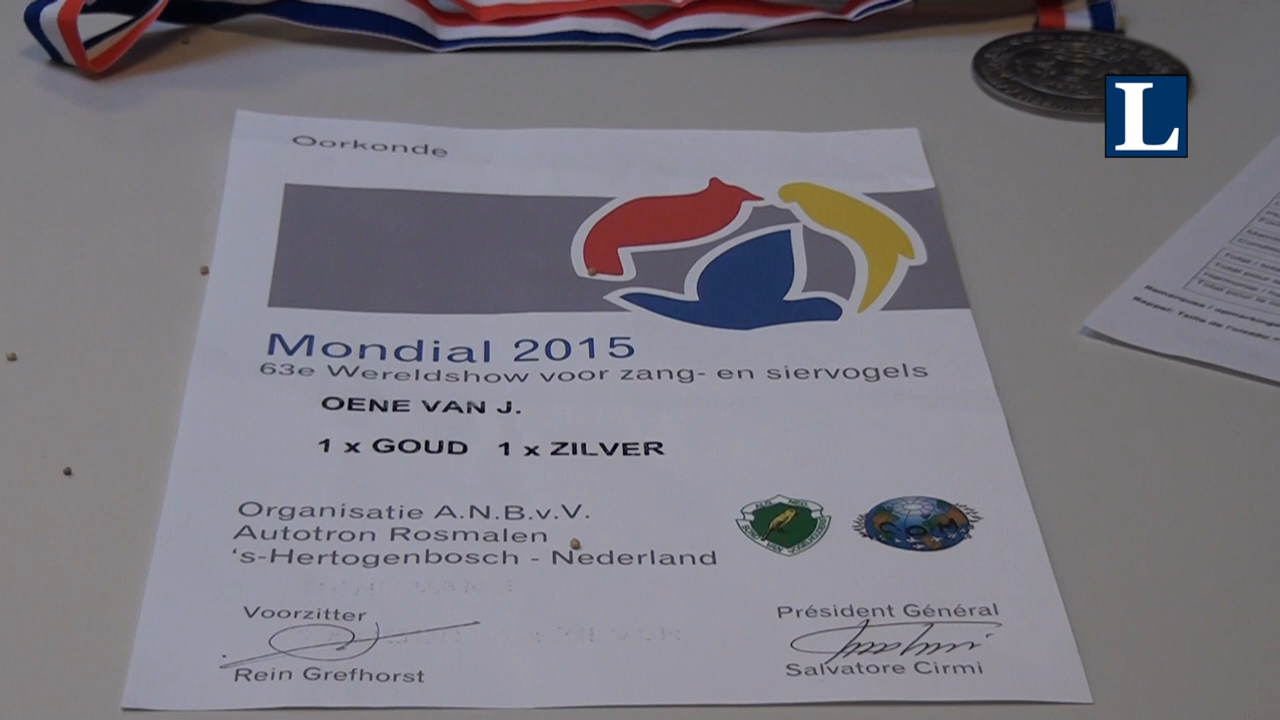 L
Oorkonde
Mondial 2015
63e Wereldshow voor zang- en siervogels
OENE VAN J.
1 x GOUD 1 x ZILVER
Organisatie A.N.B.v.V.
Autotron Rosmalen
's-Hertogenbosch - Nederland
C.O.M.
Voorzitter
Rein Grefhorst
Président Général
Salvatore Cirmi